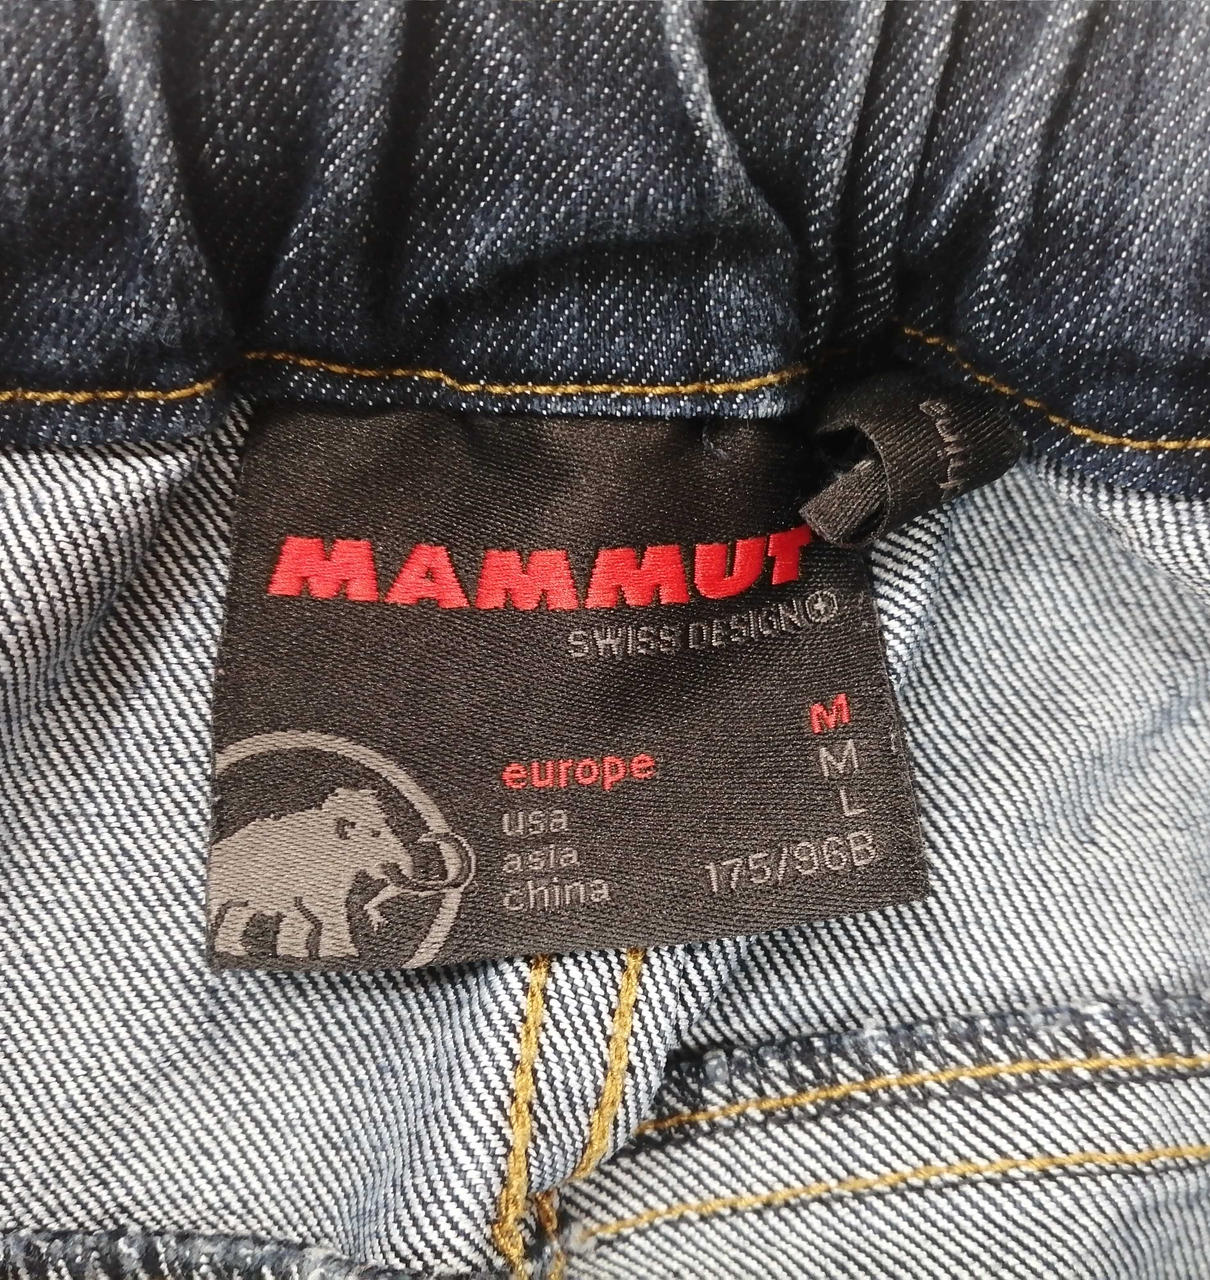 MAMMUT
SWISS DESIGN
europe M
usa M
asia L
china 175/96B